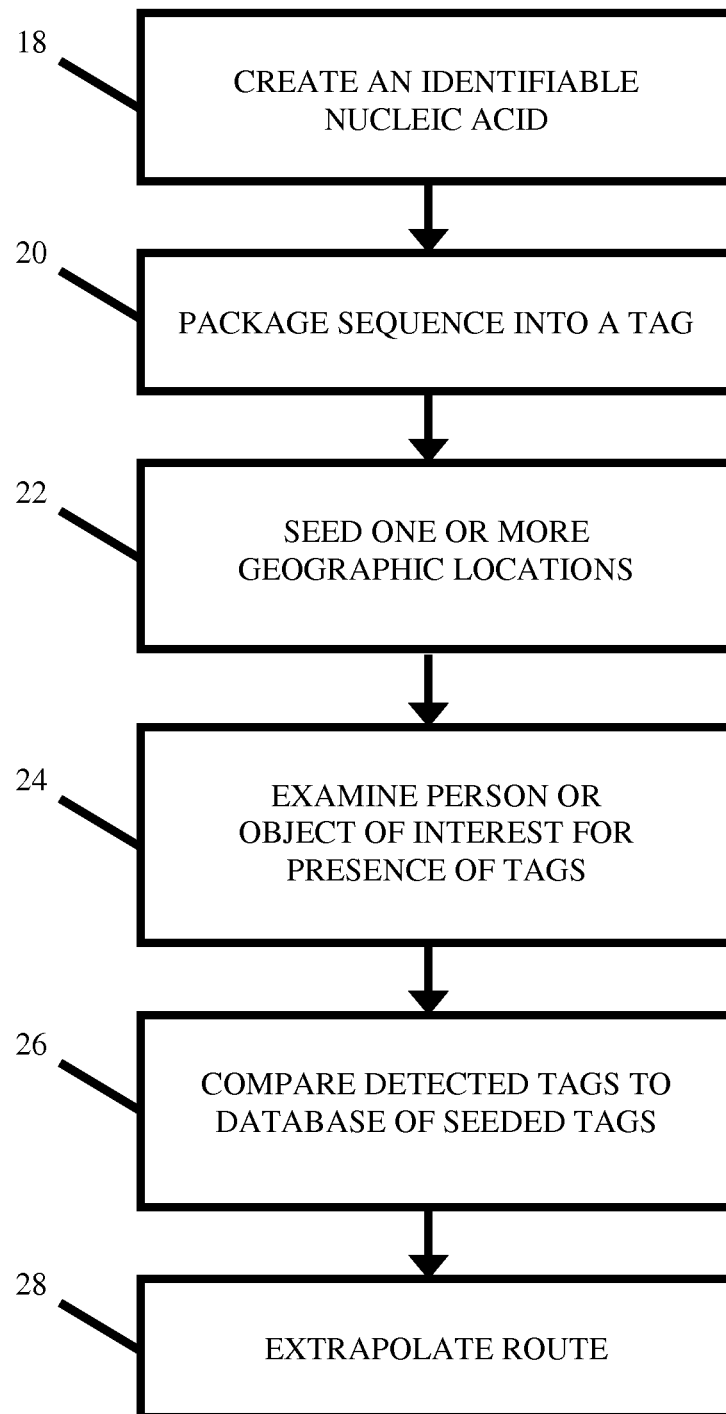 18
CREATE AN IDENTIFIABLE
NUCLEIC ACID
20
PACKAGE SEQUENCE INTO A TAG
22
SEED ONE OR MORE
GEOGRAPHIC LOCATIONS
24
EXAMINE PERSON OR
OBJECT OF INTEREST FOR
PRESENCE OF TAGS
26
COMPARE DETECTED TAGS TO
DATABASE OF SEEDED TAGS
28
EXTRAPOLATE ROUTE